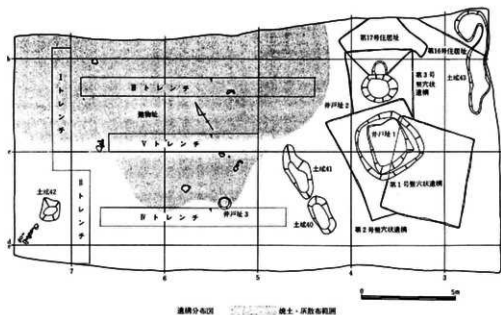 第17号住居址
第16号住居址
土坑43
第3号竪穴状遺構
b
Ⅰトレンチ
Ⅲトレンチ
建物址
井戸址2
井戸址1
Ⅴトレンチ
c
土坑41
第1号竪穴状遺構
土坑42
Ⅱトレンチ
井戸址3
Ⅳトレンチ
土坑40
第2号竪穴状遺構
d
7
6
5
4
3
0 5m
遺構分布図 焼土・灰散布範囲